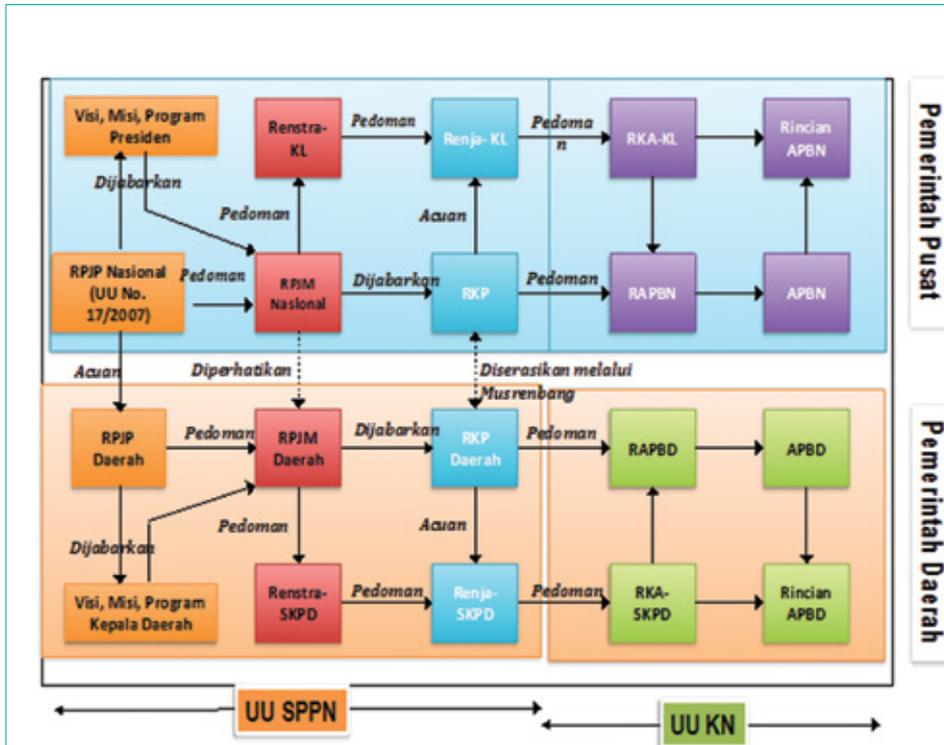 Visi, Misi, Program
Presiden
Renstra-
KL
Pedoman
Renja- KL
Pedoma
n
RKA-KL
Rincian
APBN
Dijabarkan
Pedoman
Acuan
RPJP Nasional
(UU No.
17/2007)
Pedoman
RPJM
Nasional
Dijabarkan
RKP
Pedoman
RAPBN
APBN
Pemerintah Pusat
Acuan
Diperhatikan
Diserasikan melalui
Musrenbang
RPJP
Daerah
Pedoman
RPJM
Daerah
Dijabarkan
RKP
Daerah
Pedoman
RAPBD
APBD
Dijabarkan
Pedoman
Acuan
Visi, Misi, Program
Kepala Daerah
Renstra-
SKPD
Pedoman
Renja-
SKPD
Pedoman
RKA-
SKPD
Rincian
APBD
Pemerintah Daerah
UU SPPN
UU KN